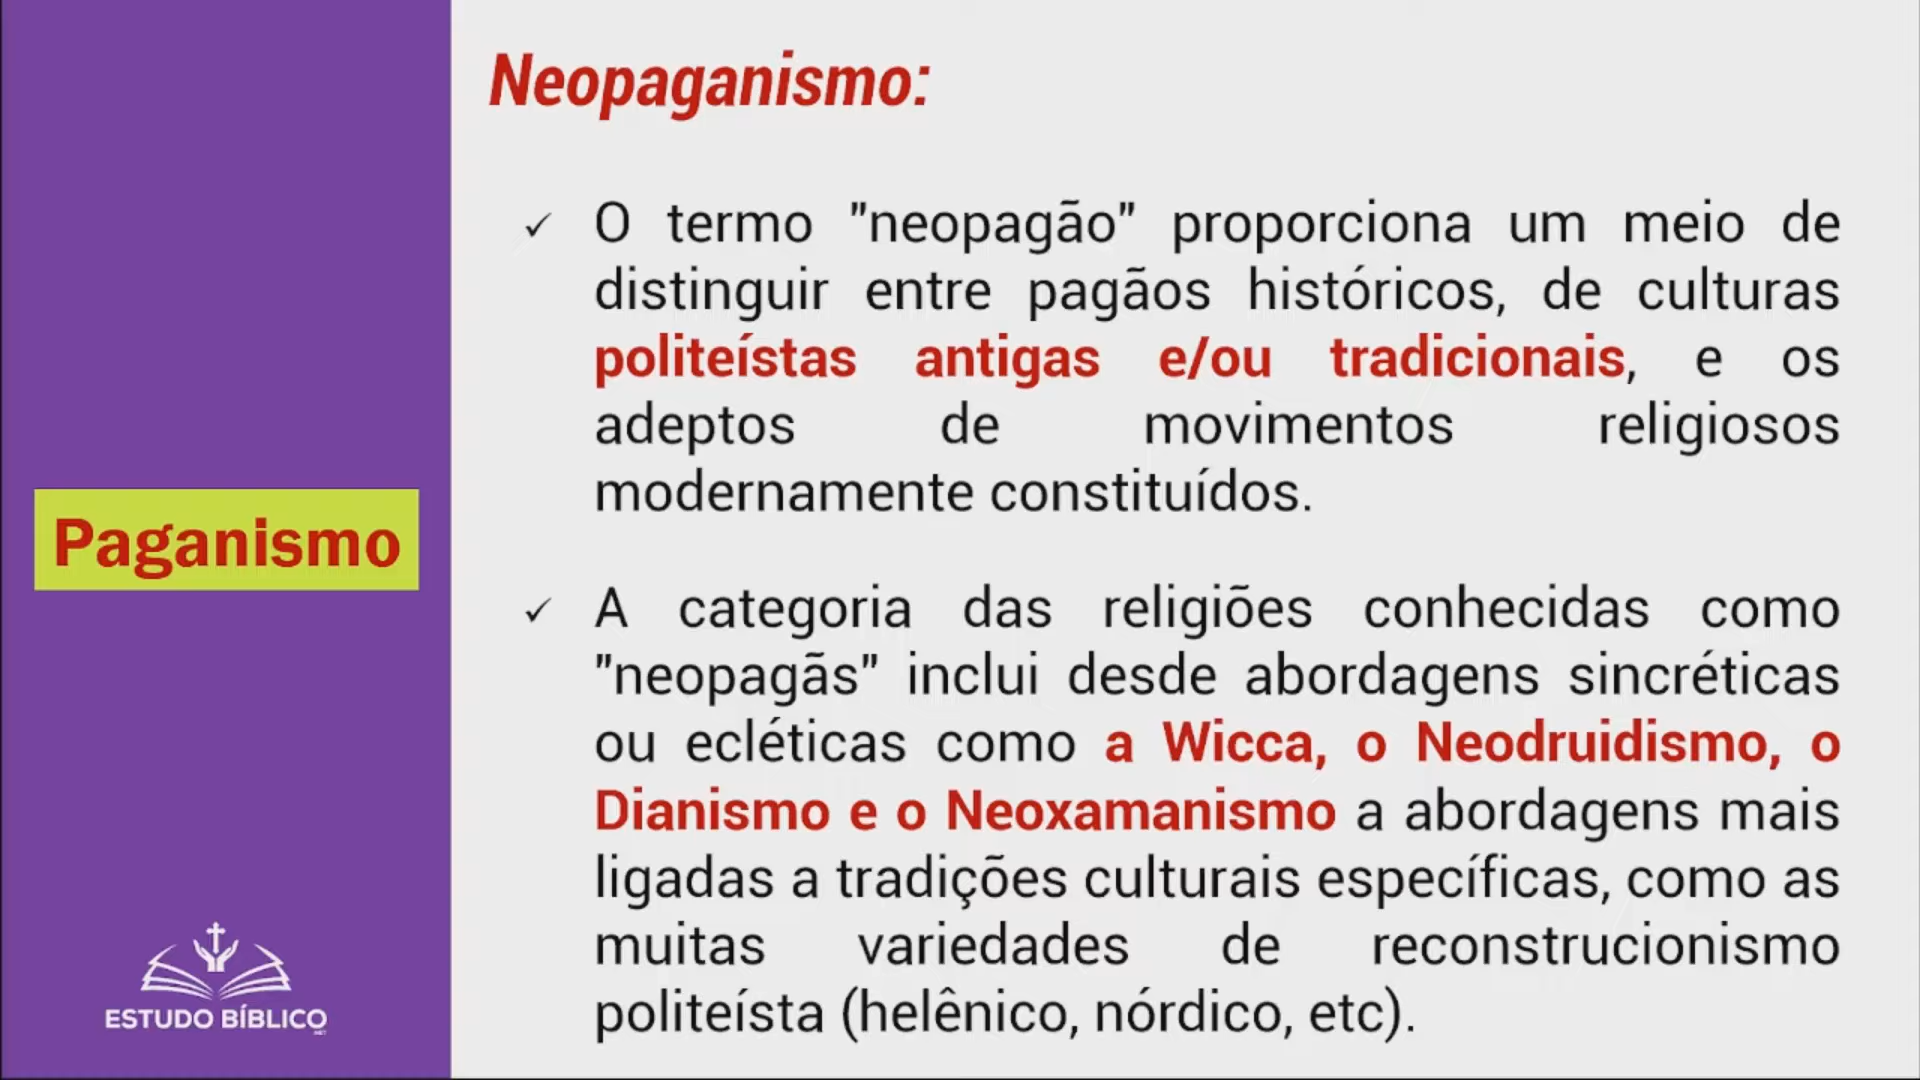 Neopaganismo:
✓ O termo "neopagão" proporciona um meio de
distinguir entre pagãos históricos, de culturas
politeístas antigas e/ou tradicionais, e os
adeptos de movimentos religiosos
modernamente constituídos.
✓ A categoria das religiões conhecidas como
"neopagãs" inclui desde abordagens sincréticas
ou ecléticas como a Wicca, o Neodruidismo, o
Dianismo e o Neoxamanismo a abordagens mais
ligadas a tradições culturais específicas, como as
muitas variedades de reconstrucionismo
politeísta (helênico, nórdico, etc).
Paganismo
ESTUDO BÍBLICO